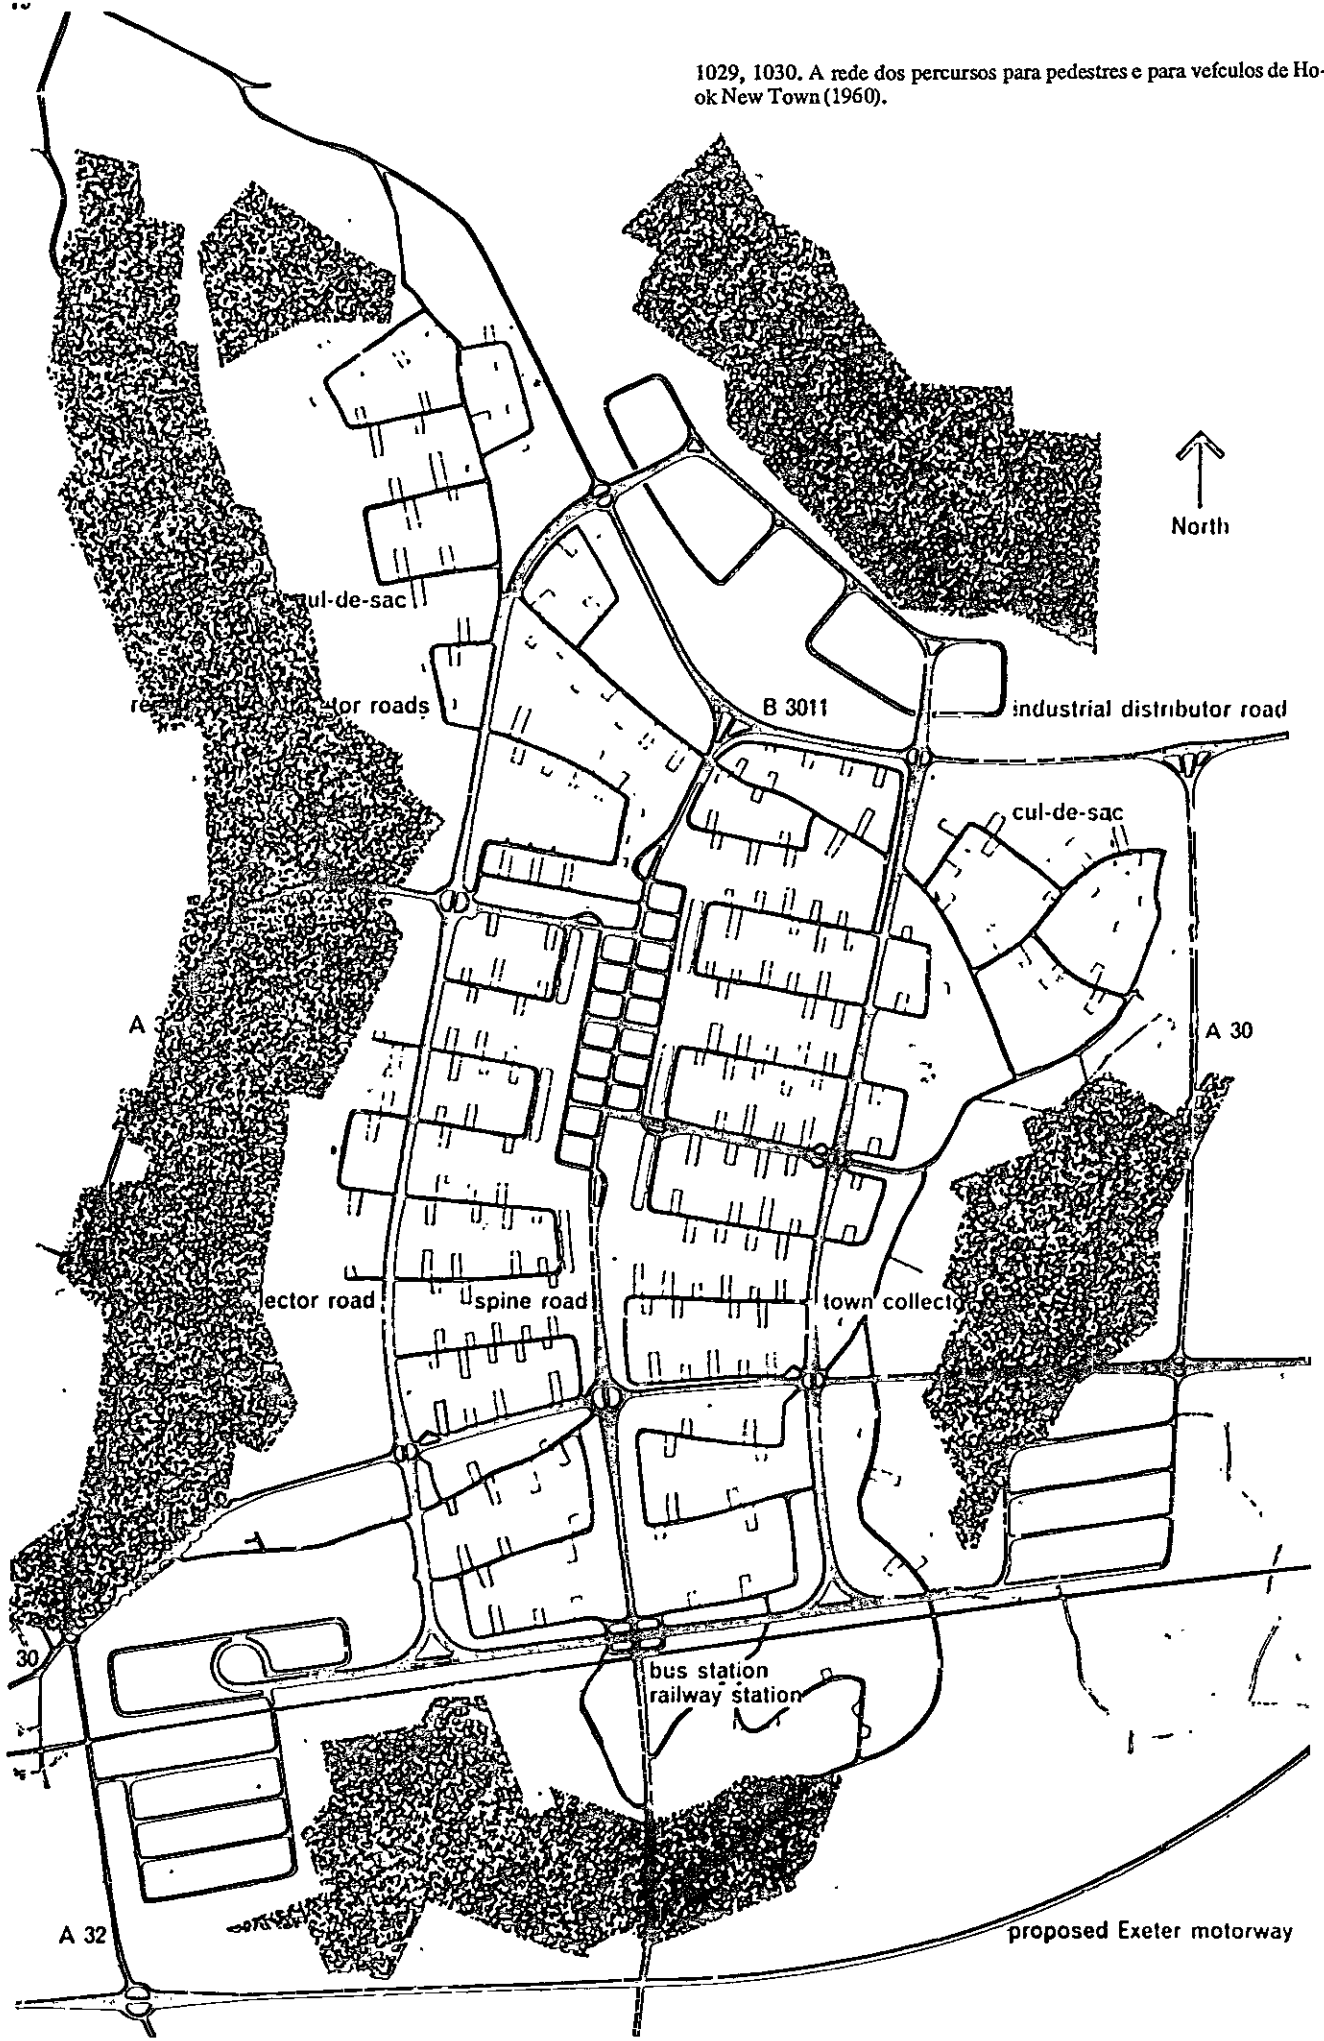 1029, 1030. A rede dos percursos para pedestres e para veículos de Ho-
ok New Town (1960).
North
ul-de-sac
tor roads
B 3011
industrial distributor road
cul-de-sac
A 3
A 30
ector road
spine road
town collecto
30
bus station
railway station
A 32
proposed Exeter motorway